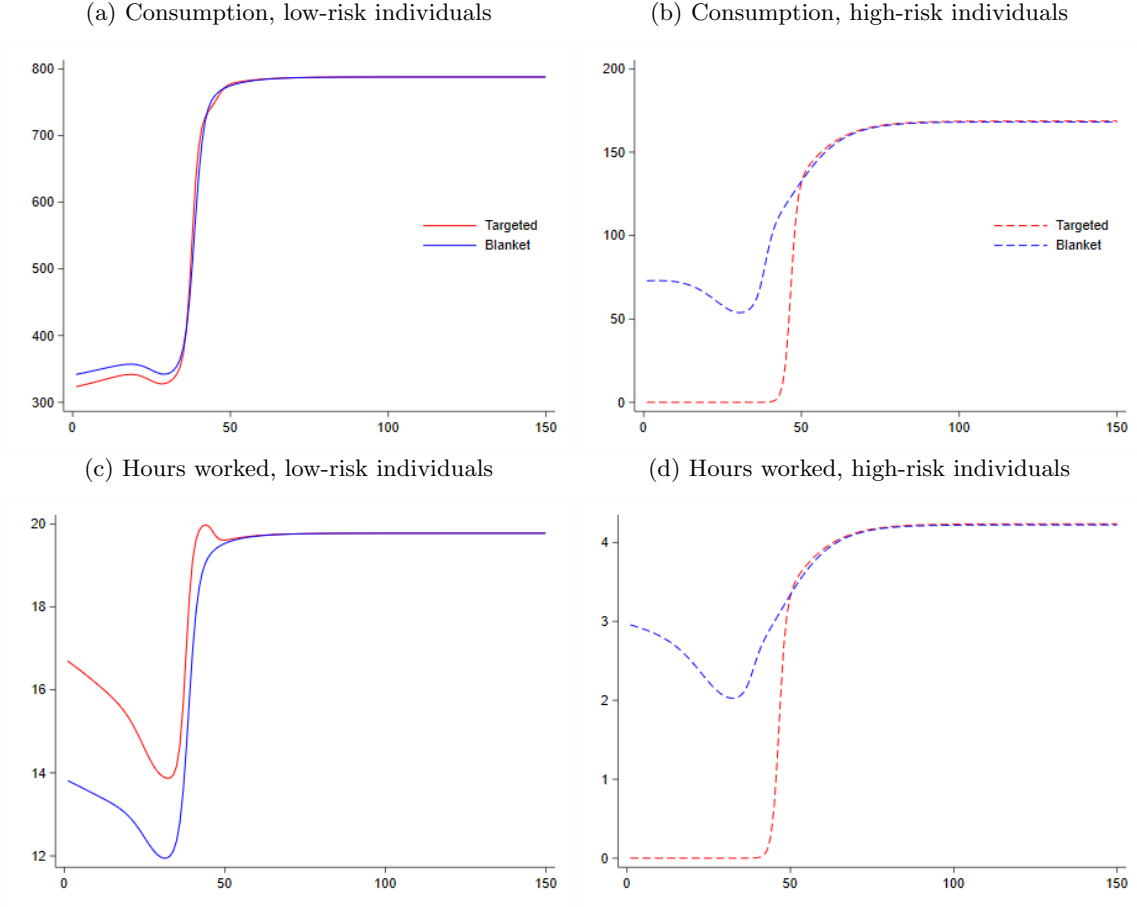 (a) Consumption, low-risk individuals
800
700
600
500
400
300
0 50 100 150
Targeted
Blanket
(b) Consumption, high-risk individuals
200
150
100
50
0
0 50 100 150
Targeted
Blanket
(c) Hours worked, low-risk individuals
20
18
16
14
12
0 50 100 150
(d) Hours worked, high-risk individuals
4
3
2
1
0
0 50 100 150